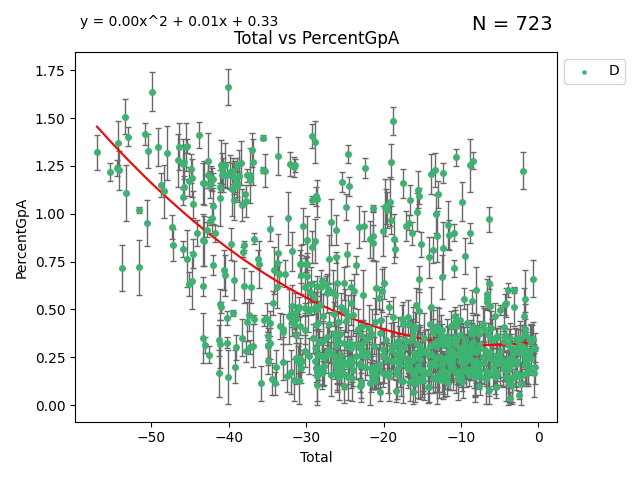 y = 0.00x^2 + 0.01x + 0.33
N = 723
Total vs PercentGpA
D
1.75
1.50
1.25
1.00
0.75
0.50
0.25
0.00
PercentGpA
−50 −40 −30 −20 −10 0
Total